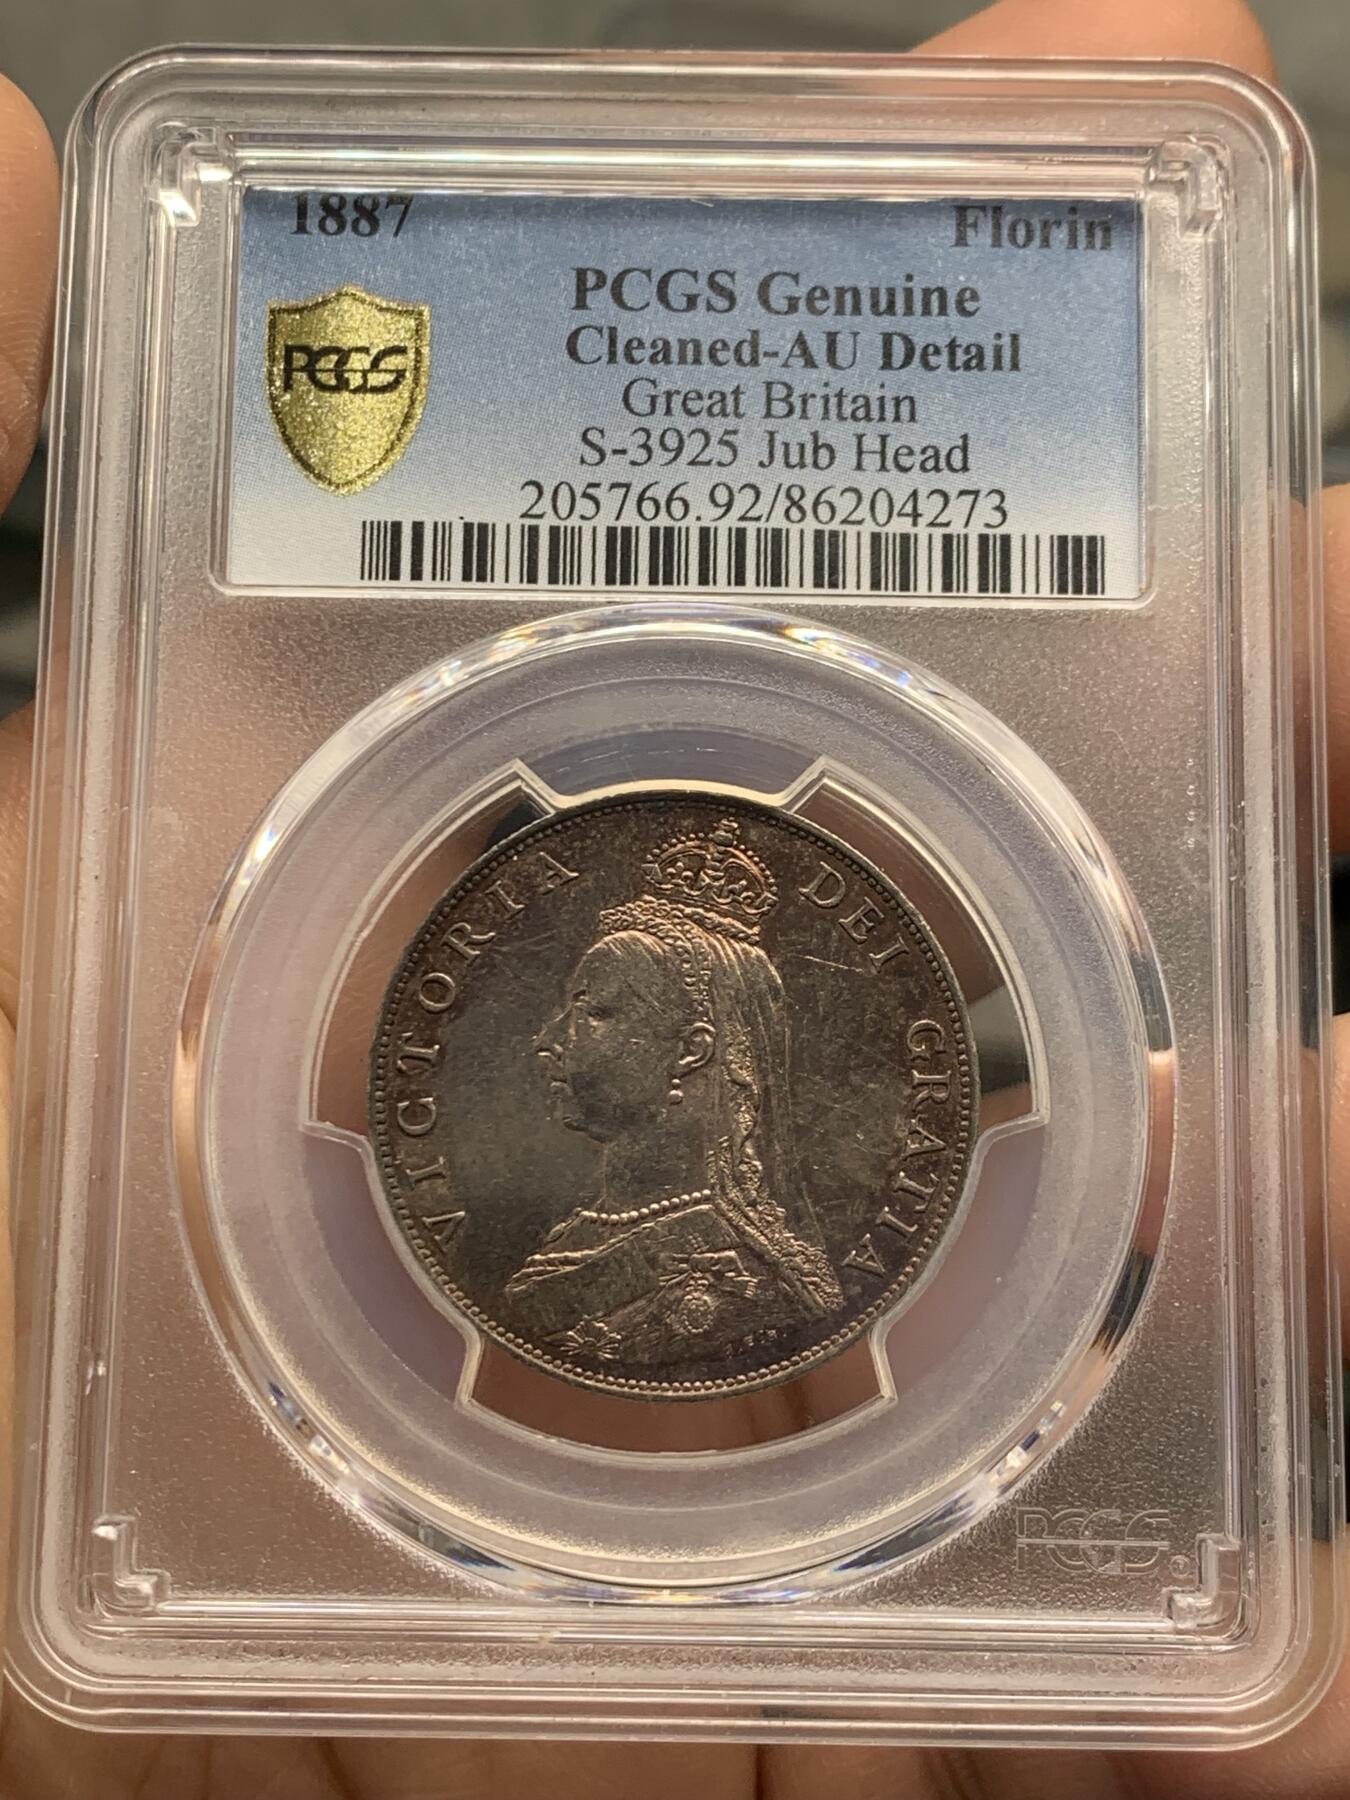 1887 Florin
PCGS Genuine
Cleaned-AU Detail
PCGS
Great Britain
S-3925 Jub Head
205766.92/86204273
VICTORIA DEI GRATIA
PCGS